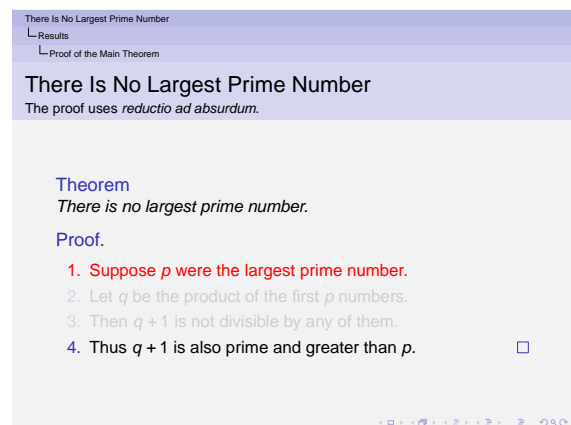 There Is No Largest Prime Number
Results
Proof of the Main Theorem
There Is No Largest Prime Number
The proof uses reductio ad absurdum.
Theorem
There is no largest prime number.
Proof.
1. Suppose p were the largest prime number.
2. Let q be the product of the first p numbers.
3. Then q + 1 is not divisible by any of them.
4. Thus q + 1 is also prime and greater than p.